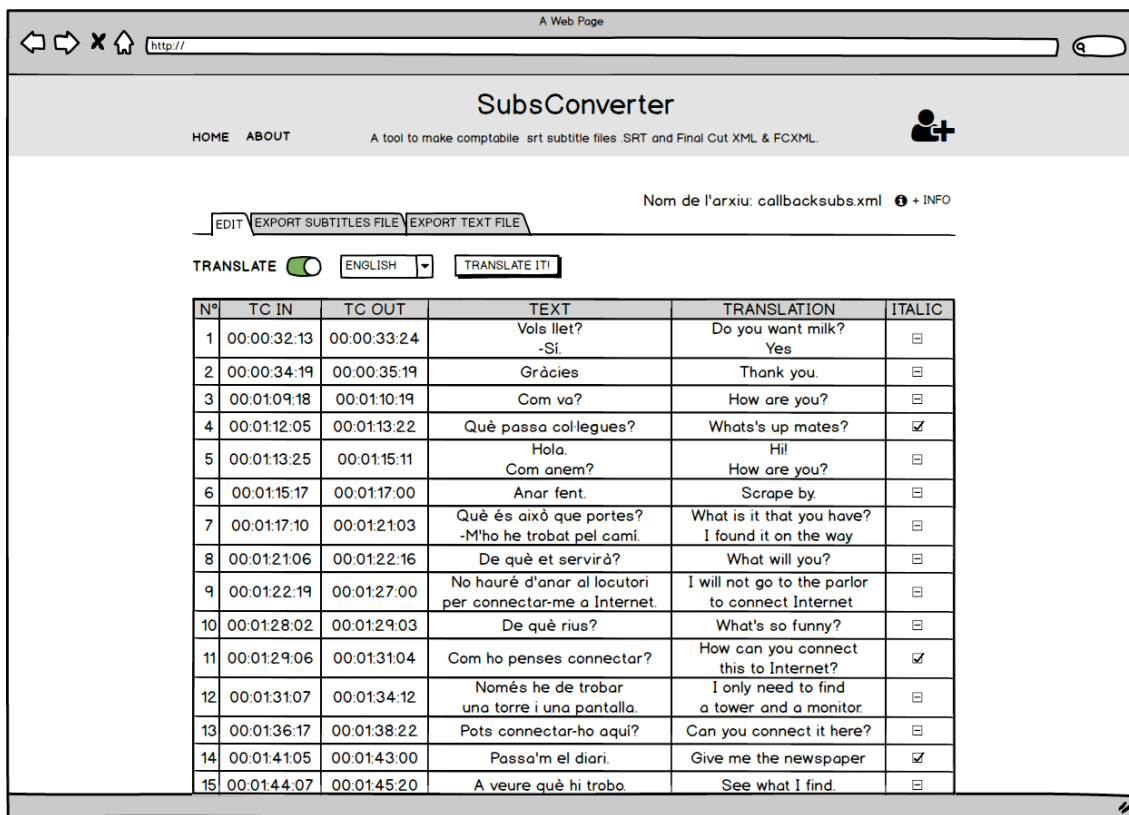 A Web Page
http://
SubsConverter
HOME ABOUT A tool to make comptabile srt subtitle files .SRT and Final Cut XML & FCXML.
Nom de l'arxiu: callbacksubs.xml + INFO
EDIT EXPORT SUBTITLES FILE EXPORT TEXT FILE
TRANSLATE ENGLISH TRANSLATE IT!
Nº TC IN TC OUT TEXT TRANSLATION ITALIC
1 00:00:32:13 00:00:33:24 Vols llet? Do you want milk?
-Sí. Yes
2 00:00:34:19 00:00:35:19 Gràcies Thank you.
3 00:01:09:18 00:01:10:19 Com va? How are you?
4 00:01:12:05 00:01:13:22 Què passa col·legues? Whats's up mates?
5 00:01:13:25 00:01:15:11 Hola. Hi!
Com anem? How are you?
6 00:01:15:17 00:01:17:00 Anar fent. Scrape by.
7 00:01:17:10 00:01:21:03 Què és això que portes? What is it that you have?
-M'ho he trobat pel camí. I found it on the way
8 00:01:21:06 00:01:22:16 De què et servirà? What will you?
9 00:01:22:19 00:01:27:00 No hauré d'anar al locutori I will not go to the parlor
per connectar-me a Internet. to connect Internet
10 00:01:28:02 00:01:29:03 De què rius? What's so funny?
11 00:01:29:06 00:01:31:04 Com ho penses connectar? How can you connect
this to Internet?
12 00:01:31:07 00:01:34:12 Només he de trobar I only need to find
una torre i una pantalla. a tower and a monitor.
13 00:01:36:17 00:01:38:22 Pots connectar-ho aquí? Can you connect it here?
14 00:01:41:05 00:01:43:00 Passa'm el diari. Give me the newspaper
15 00:01:44:07 00:01:45:20 A veure què hi trobo. See what I find.